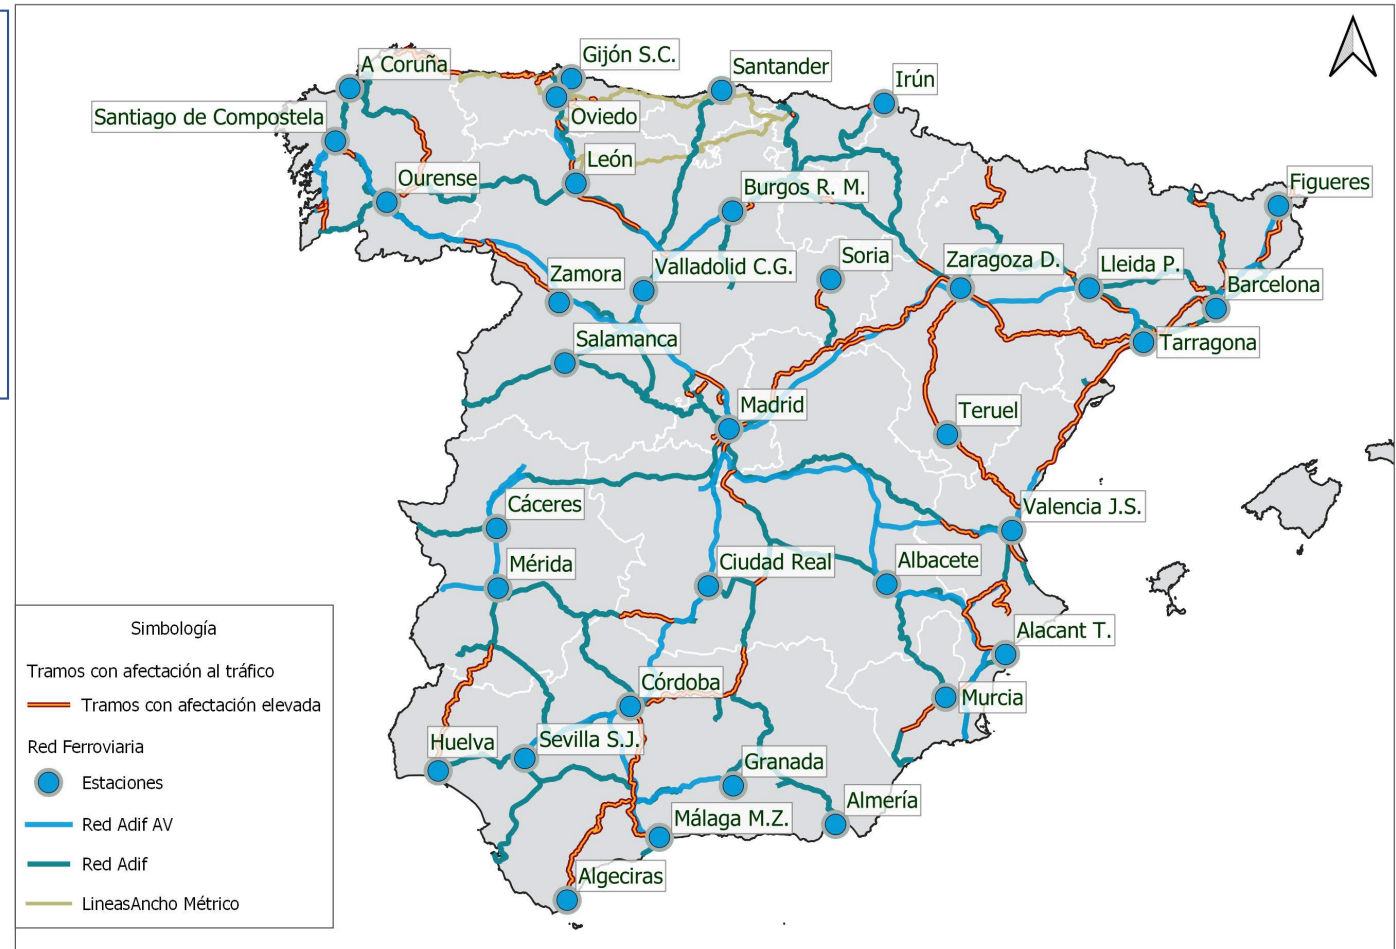 Gijón S.C.
A Coruña
Santander
Irún
Santiago de Compostela
Oviedo
León
Ourense
Burgos R. M.
Figueres
Soria
Zaragoza D.
Lleida P.
Zamora
Valladolid C.G.
Barcelona
Salamanca
Tarragona
Madrid
Teruel
Cáceres
Valencia J.S.
Mérida
Ciudad Real
Albacete
Alacant T.
Córdoba
Murcia
Huelva
Sevilla S.J.
Granada
Almería
Málaga M.Z.
Algeciras
Simbología
Tramos con afectación al tráfico
Tramos con afectación elevada
Red Ferroviaria
Estaciones
Red Adif AV
Red Adif
LineasAncho Métrico